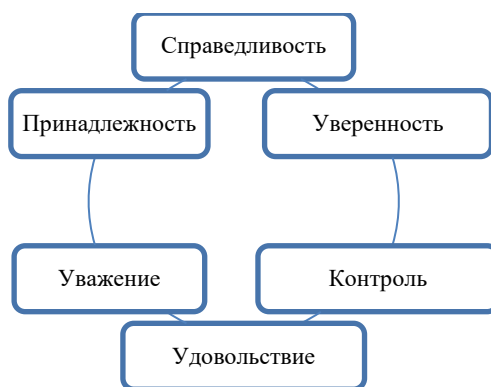 Справедливость
Принадлежность
Уверенность
Уважение
Контроль
Удовольствие